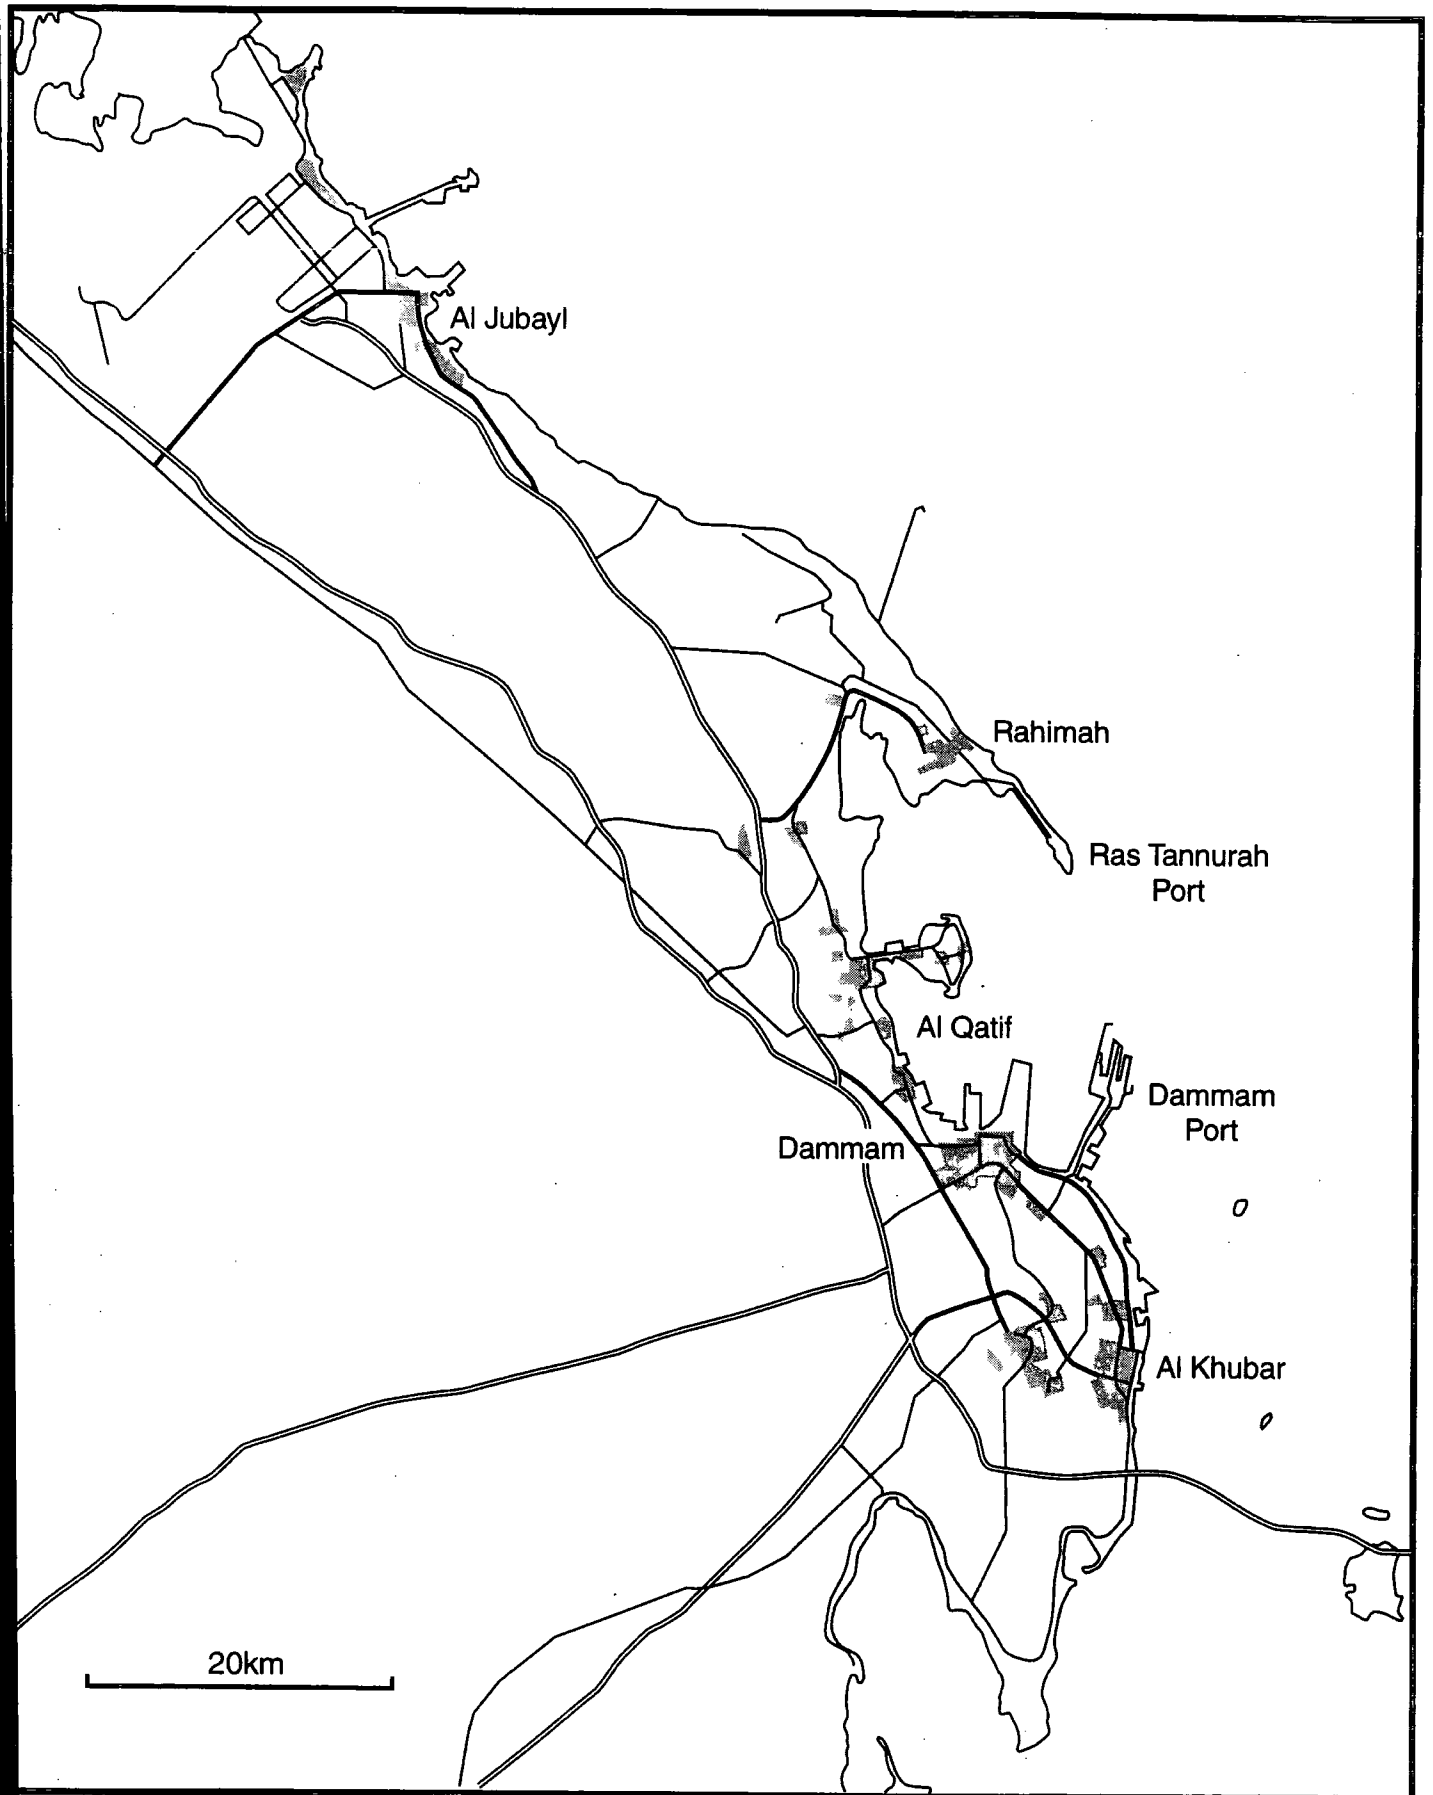 Al Jubayl
Rahimah
Ras Tannurah
Port
Al Qatif
Dammam
Port
Dammam
Al Khubar
20km